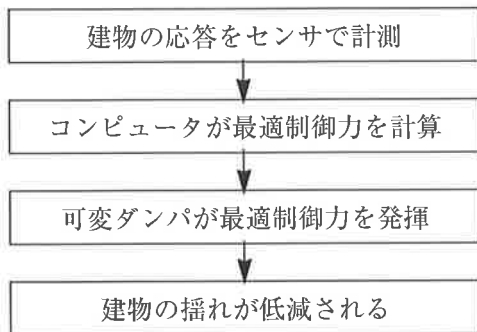 建物の応答をセンサで計測
コンピュータが最適制御力を計算
可変ダンパが最適制御力を発揮
建物の揺れが低減される